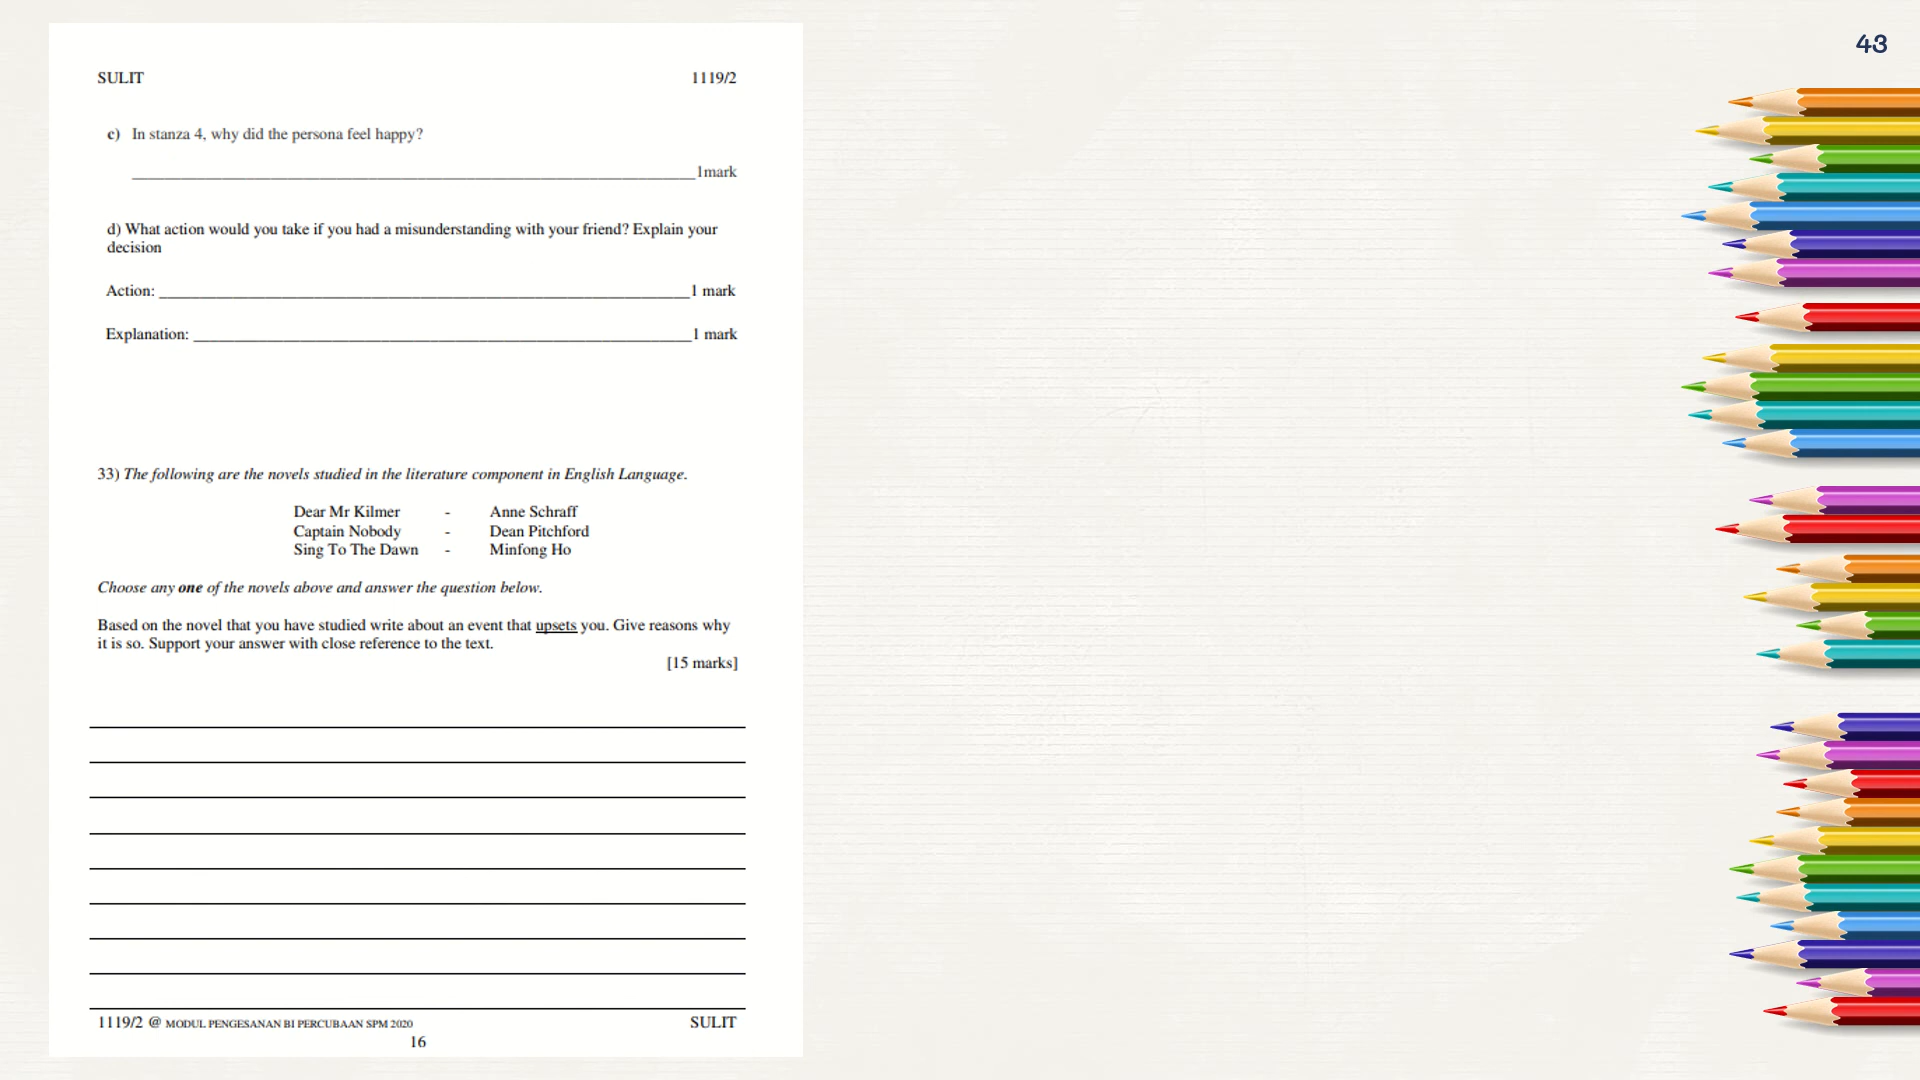 43
SULIT 1119/2
c) In stanza 4, why did the persona feel happy?
______________________________________________________________________1mark
d) What action would you take if you had a misunderstanding with your friend? Explain your
decision
Action: __________________________________________________________________1 mark
Explanation: ______________________________________________________________1 mark
33) The following are the novels studied in the literature component in English Language.
Dear Mr Kilmer - Anne Schraff
Captain Nobody - Dean Pitchford
Sing To The Dawn - Minfong Ho
Choose any one of the novels above and answer the question below.
Based on the novel that you have studied write about an event that upsets you. Give reasons why
it is so. Support your answer with close reference to the text.
[15 marks]
1119/2 @ MODUL PENGESANAN BI PERCUBAAN SPM 2020 SULIT
16